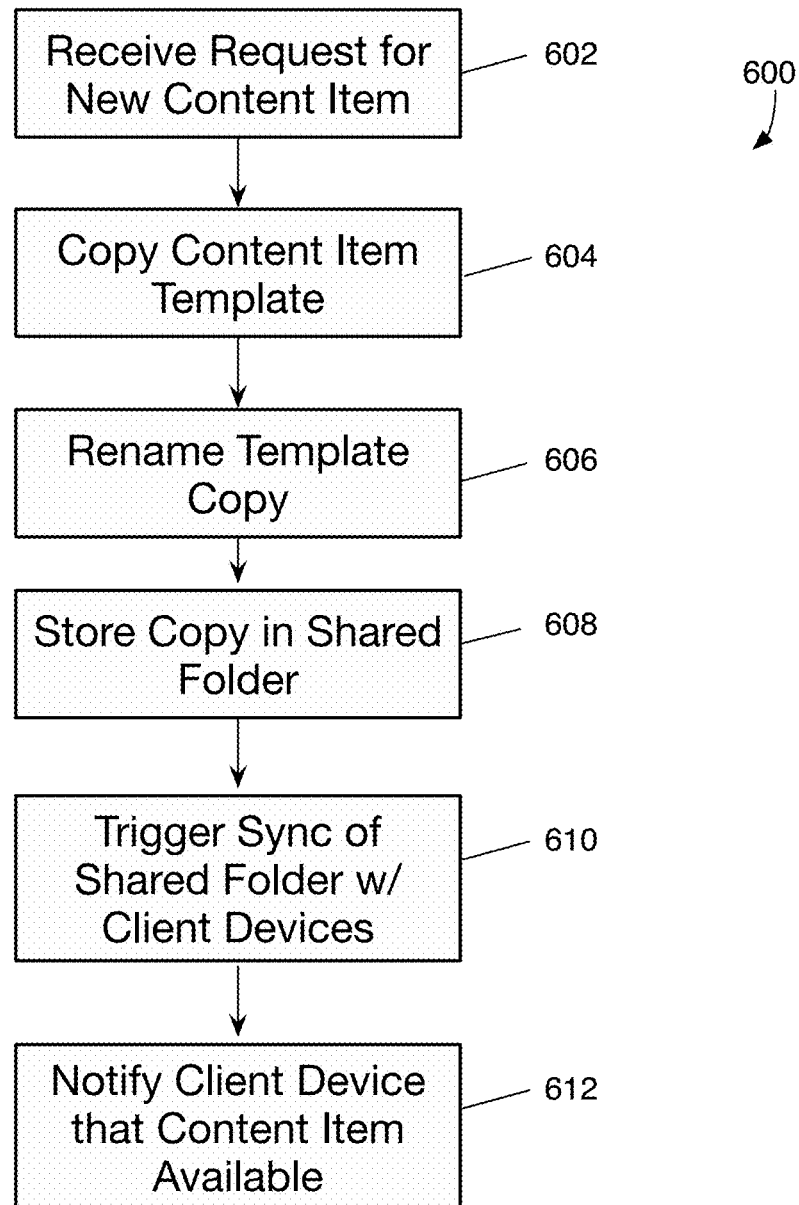 Receive Request for
New Content Item
602
600
Copy Content Item
Template
604
Rename Template
Copy
606
Store Copy in Shared
Folder
608
Trigger Sync of
Shared Folder w/
Client Devices
610
Notify Client Device
that Content Item
Available
612